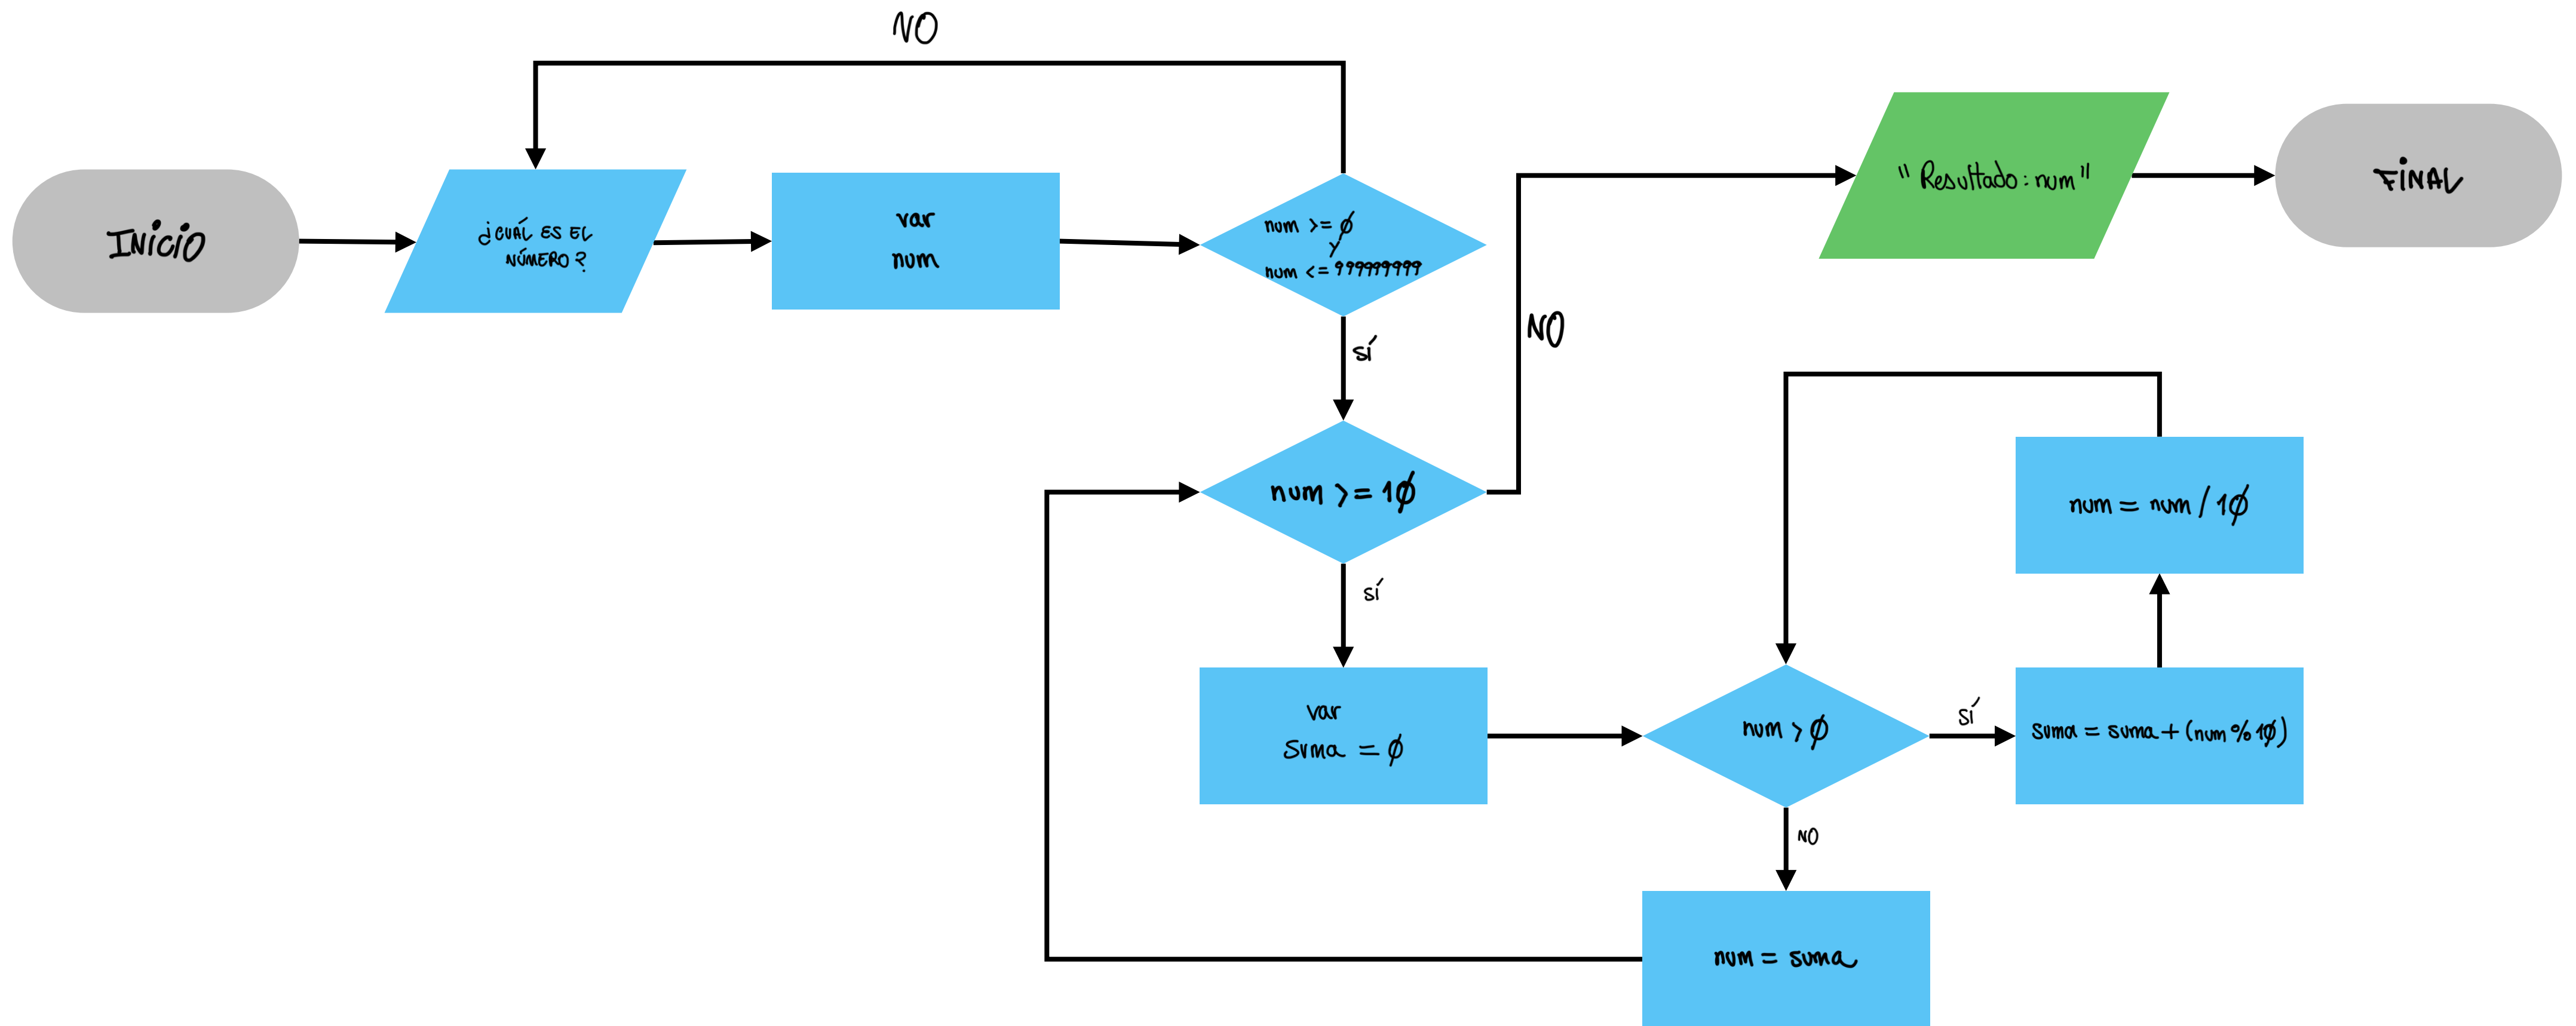 NO
INICIO
¿CUÁL ES EL
NÚMERO?
var
num
num >= 0
y
num <= 999999999
"Resultado: num"
FINAL
SÍ
NO
num >= 10
num = num / 10
SÍ
var
suma = 0
num > 0
SÍ
suma = suma + (num % 10)
NO
num = suma